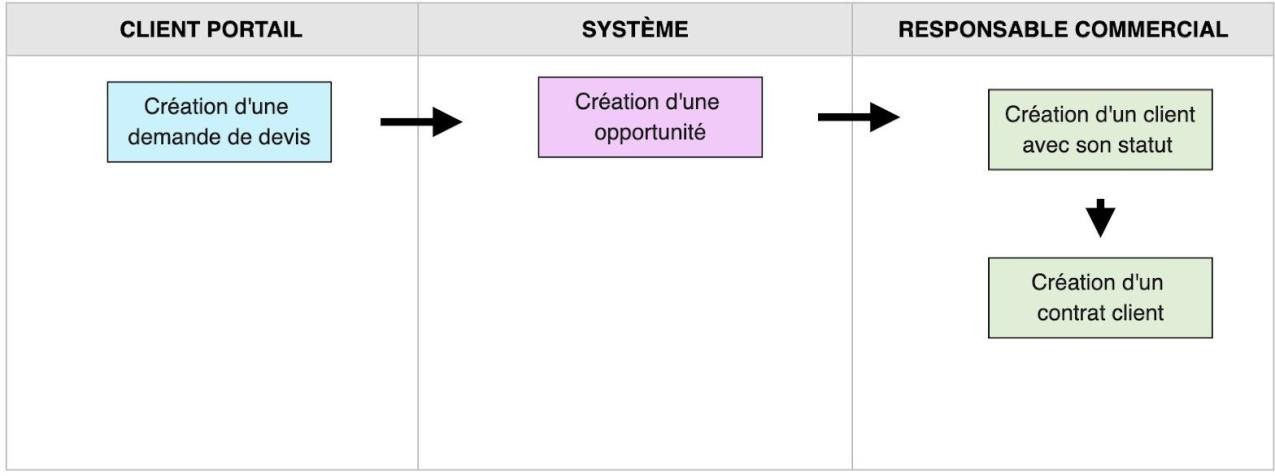 CLIENT PORTAIL
SYSTÈME
RESPONSABLE COMMERCIAL
Création d'une
demande de devis
Création d'une
opportunité
Création d'un client
avec son statut
Création d'un
contrat client